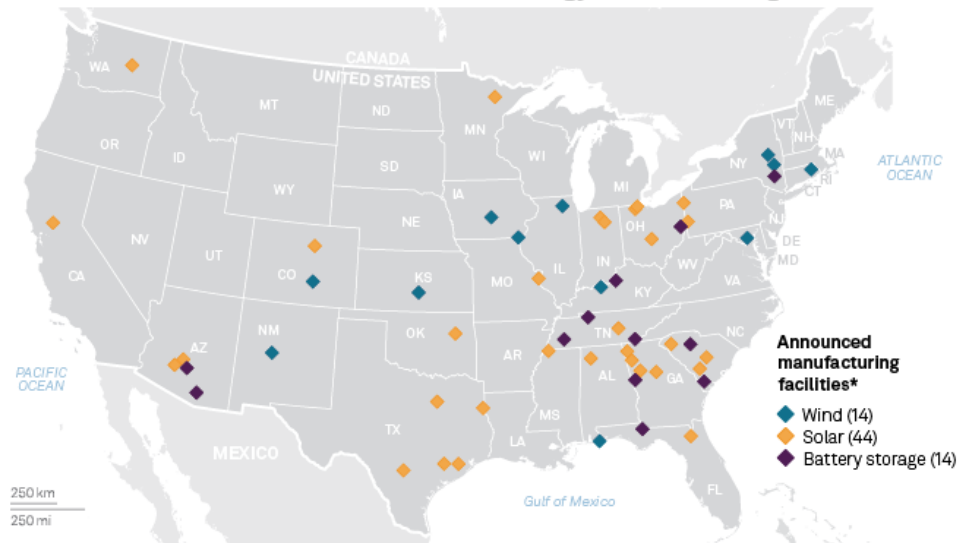 CANADA
UNITED STATES
WA
MT
ND
MN
ME
VT
NH
OR
ID
SD
WI
MI
NY
MA
RI
CT
ATLANTIC
OCEAN
WY
IA
NE
PA
NJ
NV
UT
CO
KS
MO
IL
IN
OH
WV
VA
DE
MD
CA
KY
AZ
NM
OK
AR
TN
NC
PACIFIC
OCEAN
TX
LA
MS
AL
GA
S
MEXICO
FL
Gulf of Mexico
Announced
manufacturing
facilities*
Wind (14)
Solar (44)
Battery storage (14)
250 km
250 mi